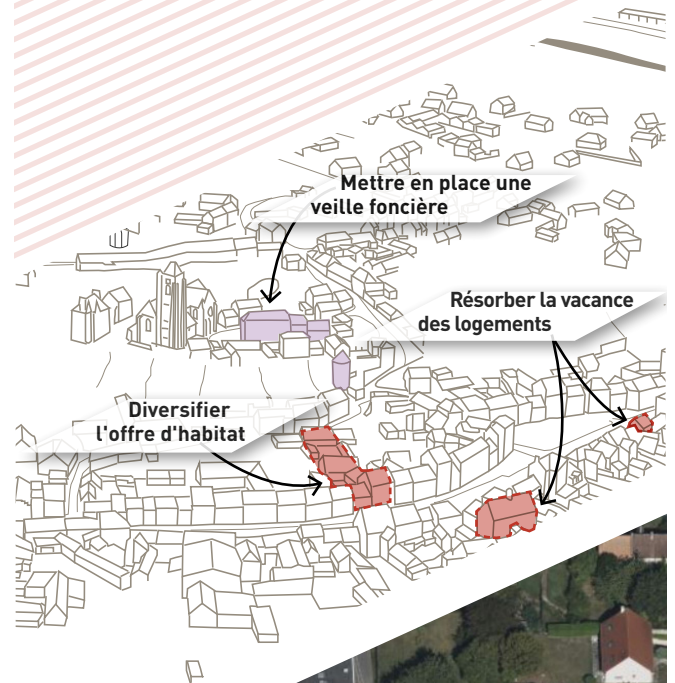 Mettre en place une
veille foncière
Résorber la vacance
des logements
Diversifier
l'offre d'habitat